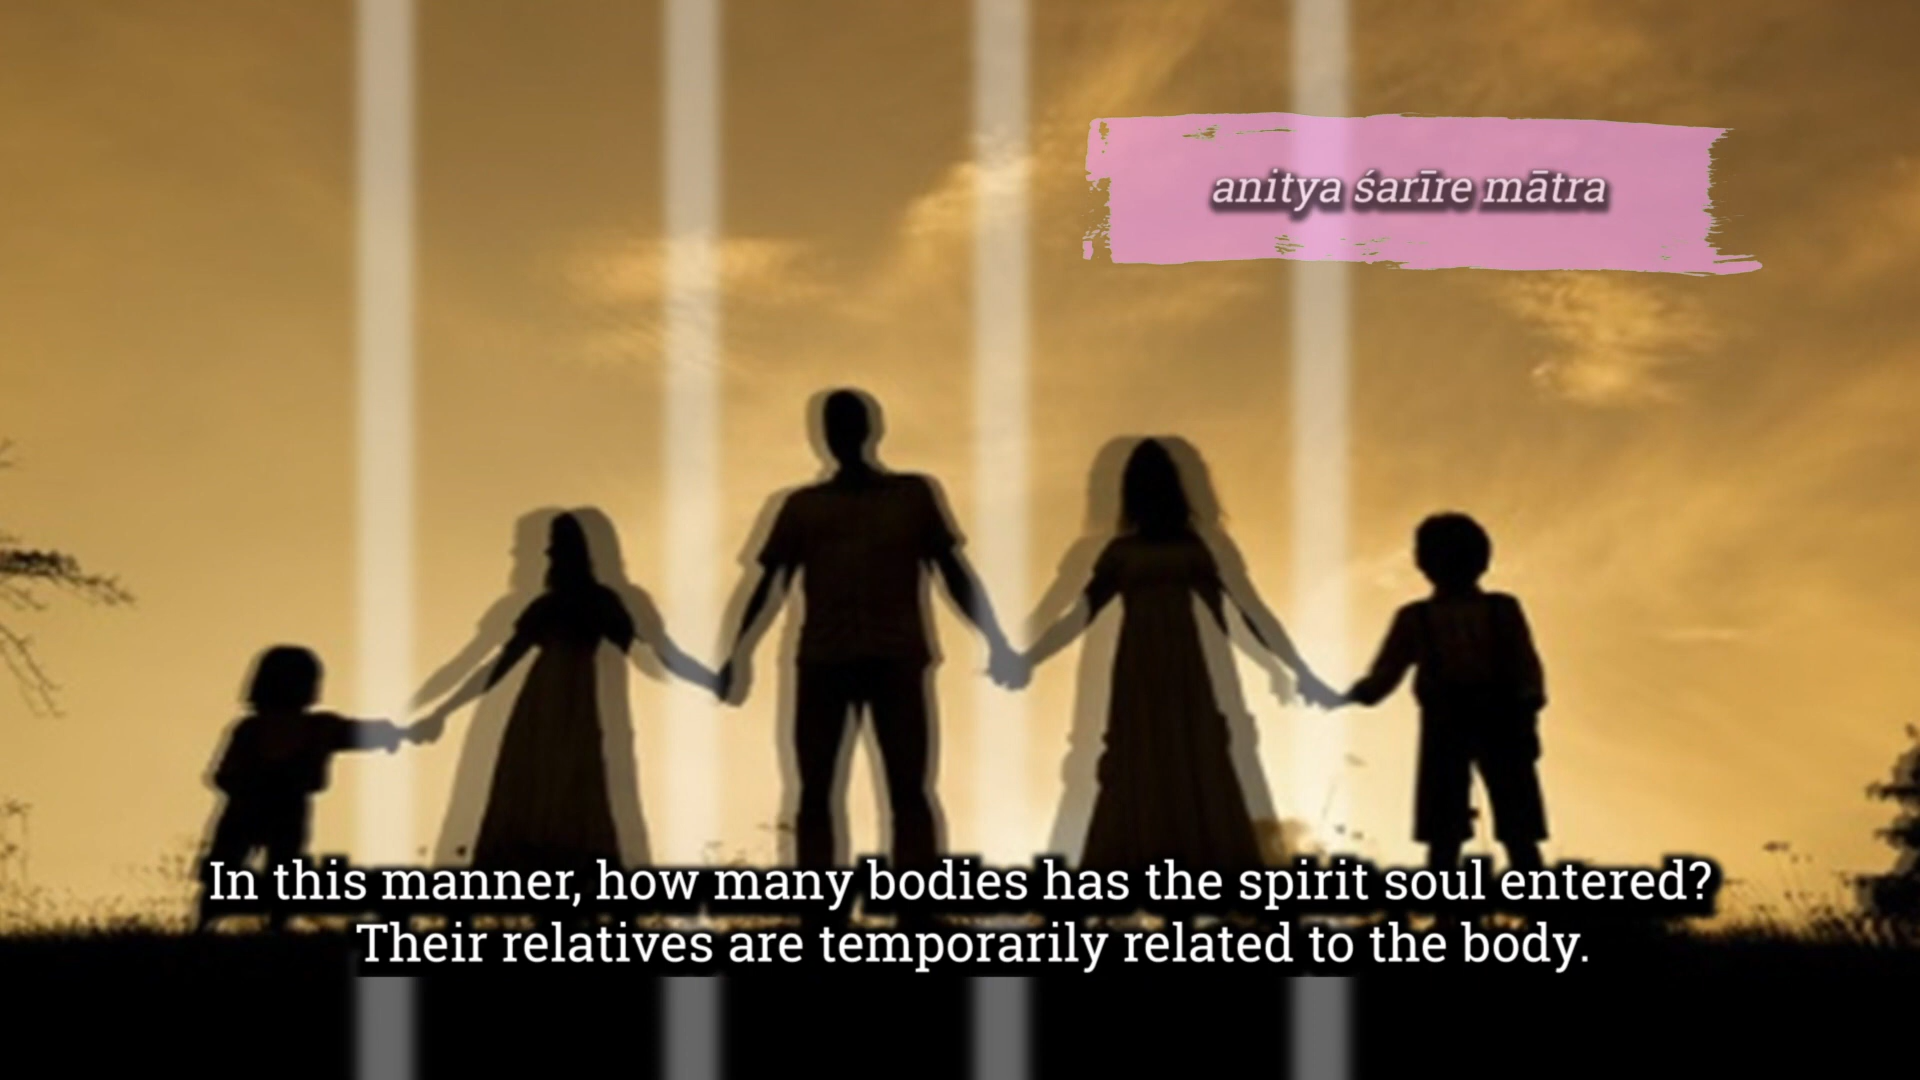 anitya śarīre mātra
In this manner, how many bodies has the spirit soul entered?
Their relatives are temporarily related to the body.